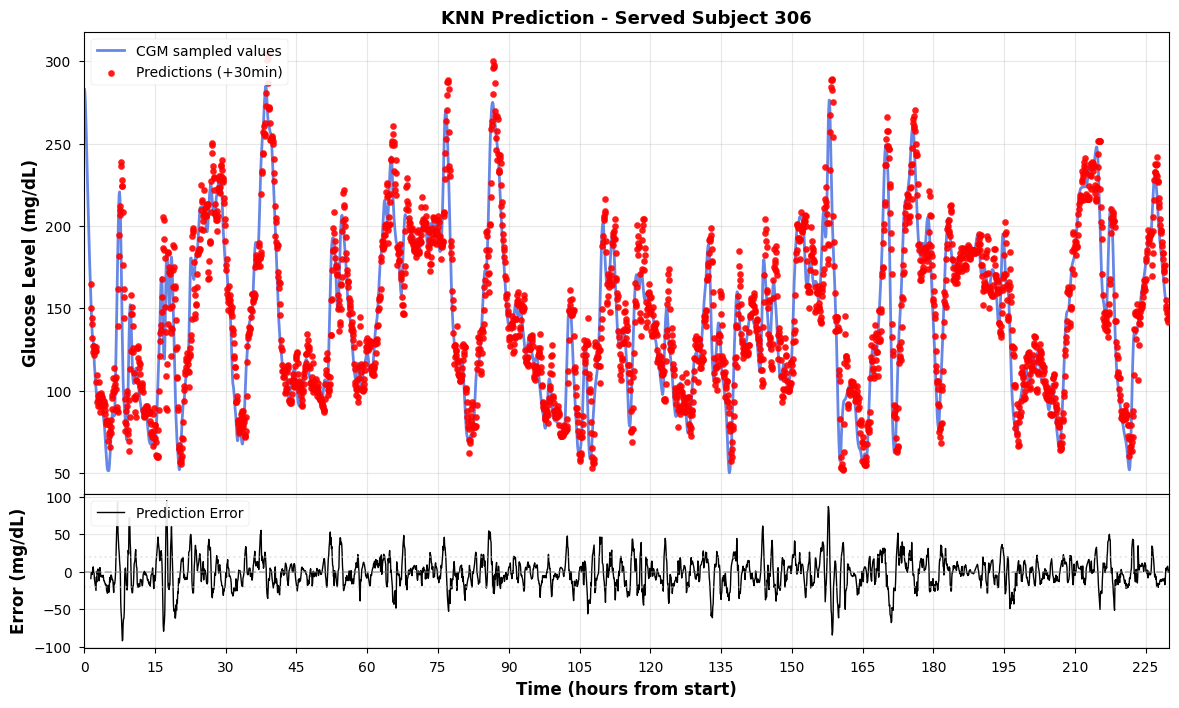 KNN Prediction - Served Subject 306
CGM sampled values
Predictions (+30min)
Glucose Level (mg/dL)
300
250
200
150
100
50
Prediction Error
Error (mg/dL)
100
50
0
−50
−100
0 15 30 45 60 75 90 105 120 135 150 165 180 195 210 225
Time (hours from start)